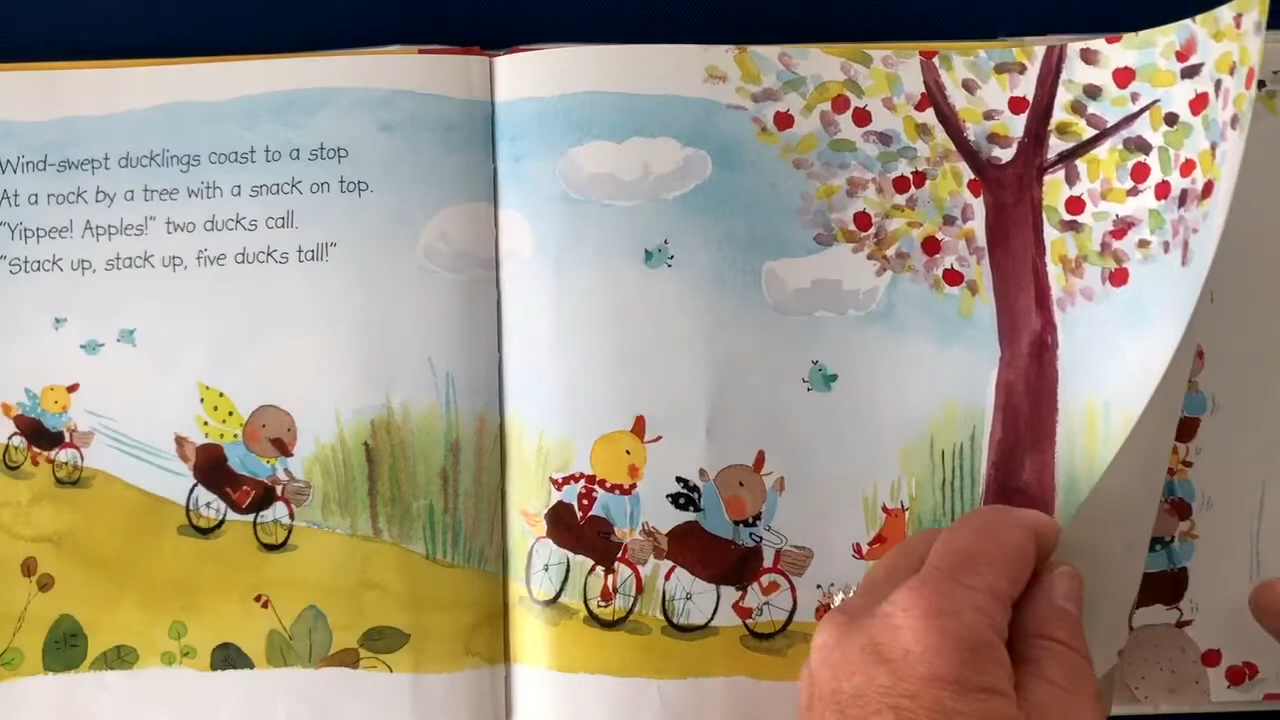 Wind-swept ducklings coast to a stop
At a rock by a tree with a snack on top.
"Yippee! Apples!" two ducks call.
"Stack up, stack up, five ducks tall!"